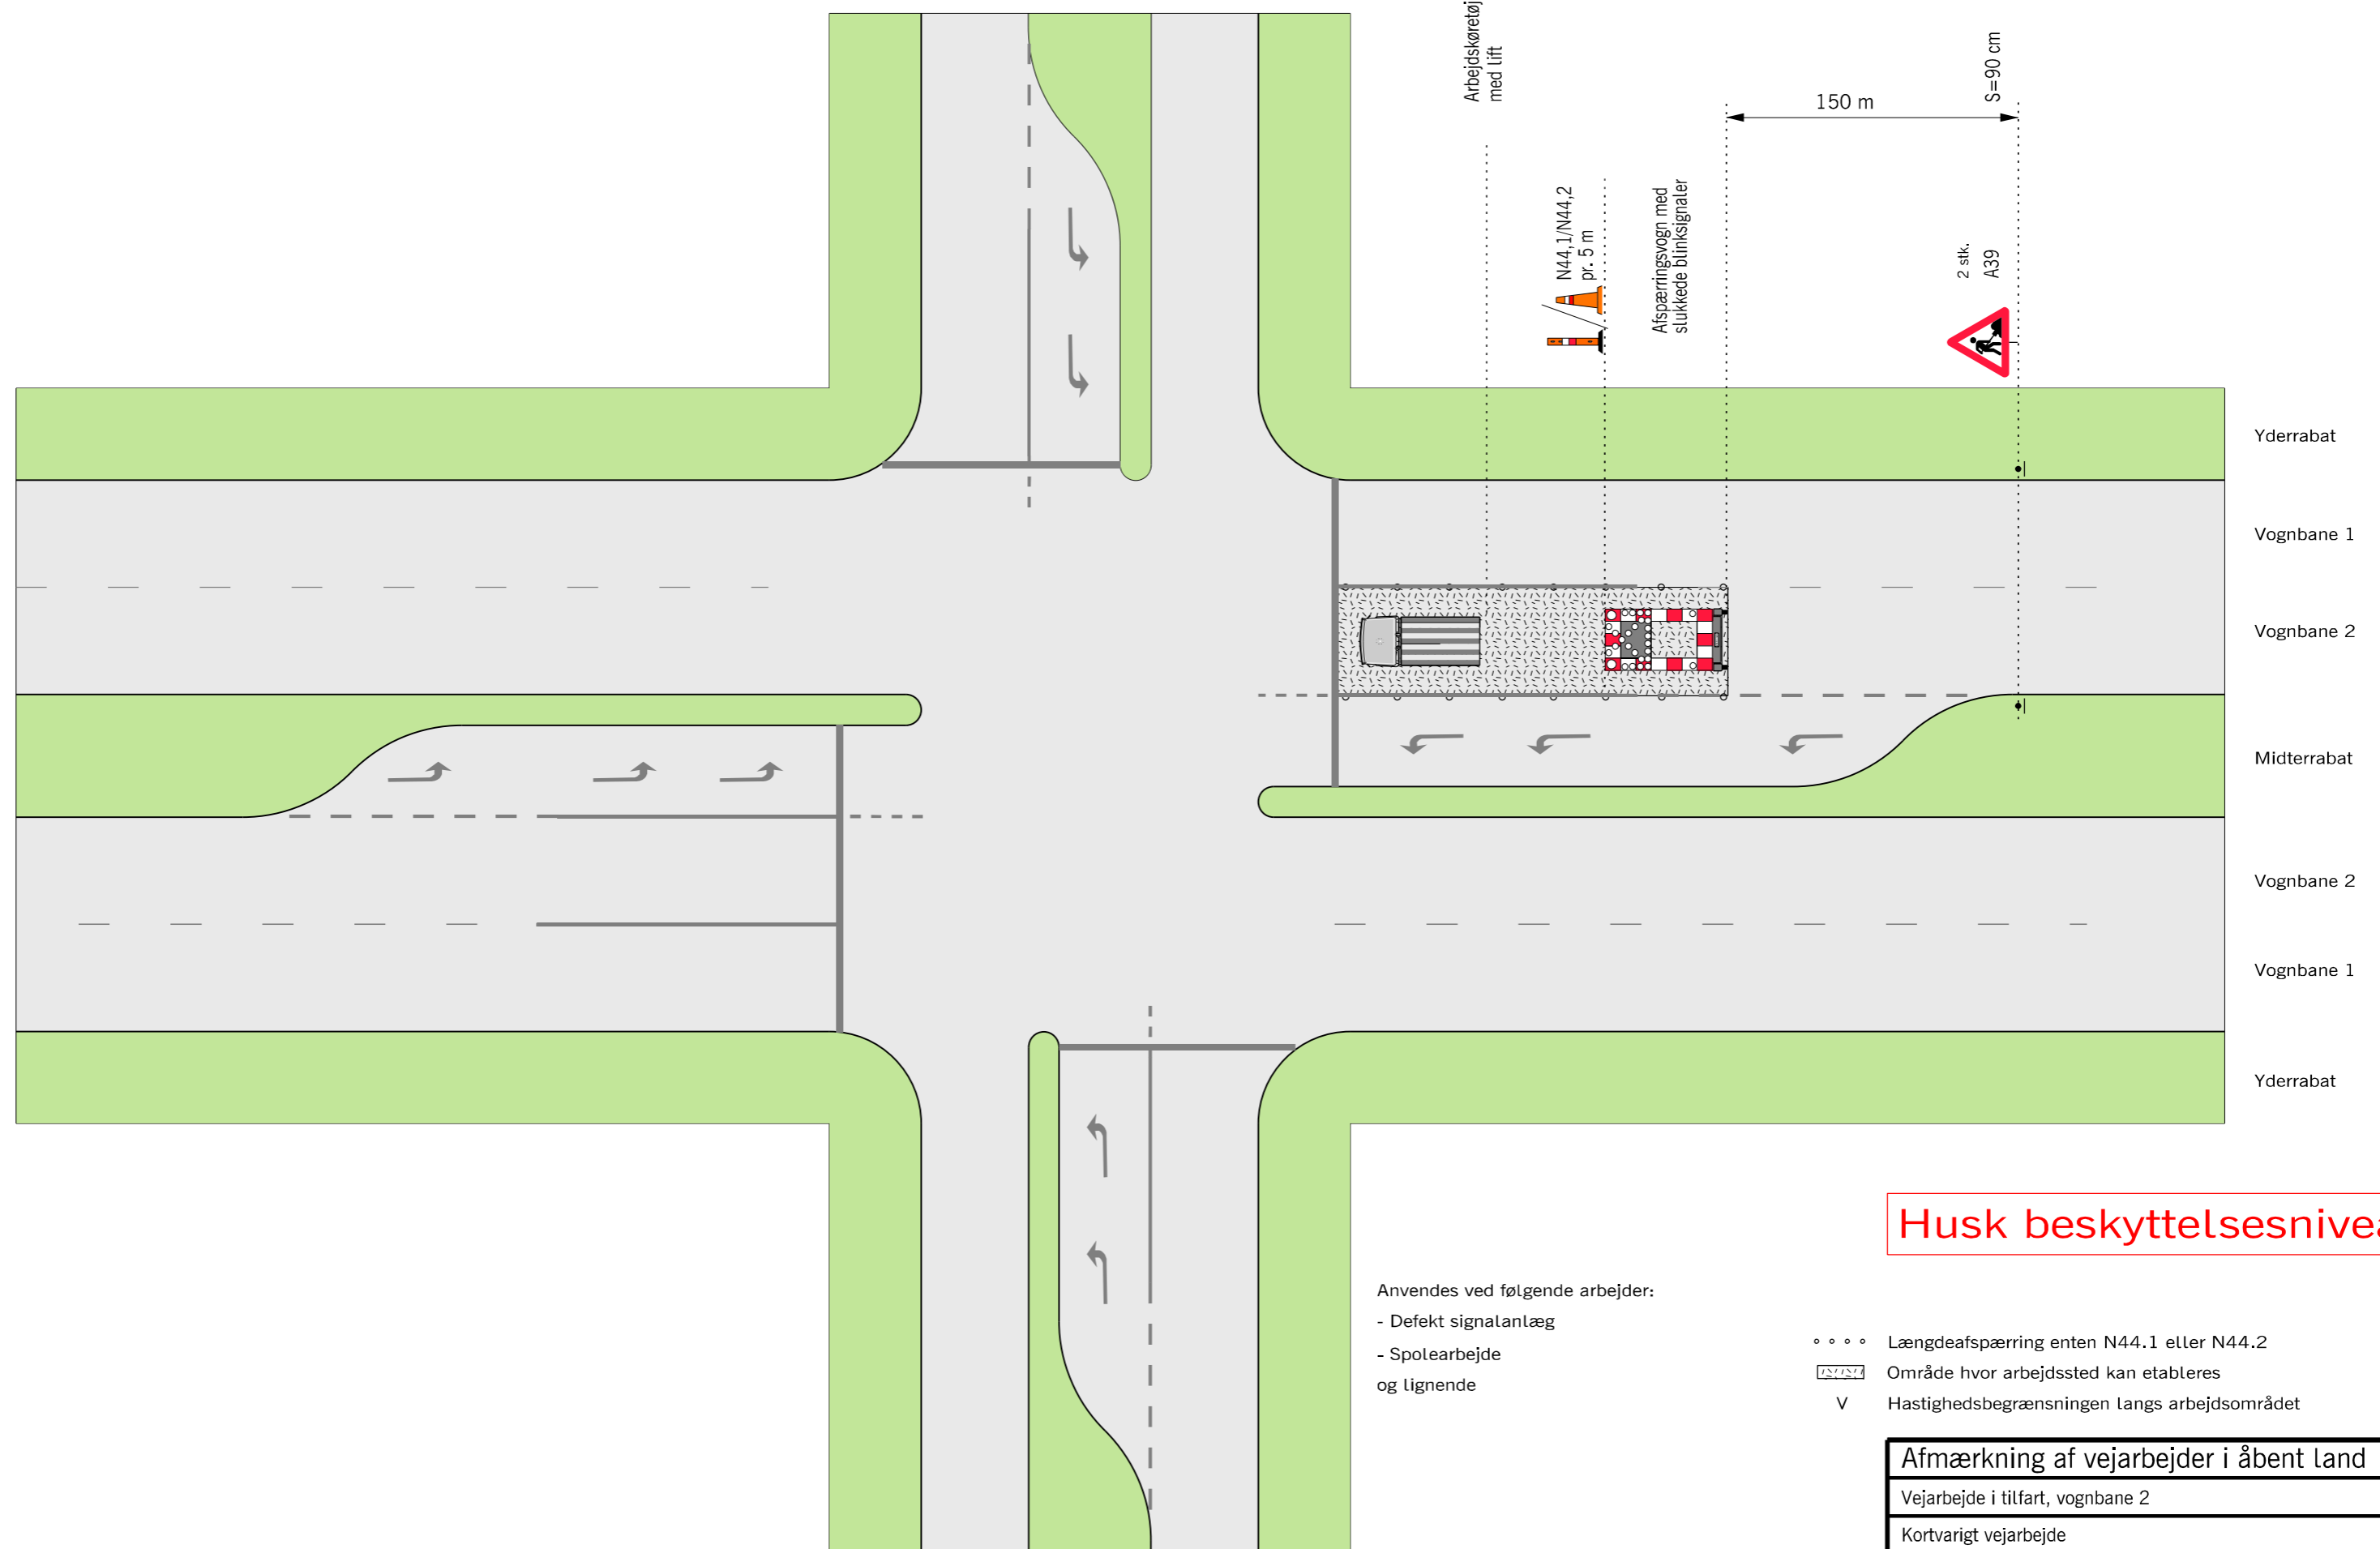 Arbejdskøretøj
med lift
N44,1/N44,2
pr. 5 m
Afspærringsvogn med
slukkede blinksignaler
150 m
S=90 cm
2 stk.
A39
Yderrabat
Vognbane 1
Vognbane 2
Midterrabat
Vognbane 2
Vognbane 1
Yderrabat
Husk beskyttelsesnivea
Anvendes ved følgende arbejder:
- Defekt signalanlæg
- Spolearbejde
og lignende
Længdeafspærring enten N44.1 eller N44.2
Område hvor arbejdssted kan etableres
V Hastighedsbegrænsningen langs arbejdsområdet
Afmærkning af vejarbejder i åbent land
Vejarbejde i tilfart, vognbane 2
Kortvarigt vejarbejde